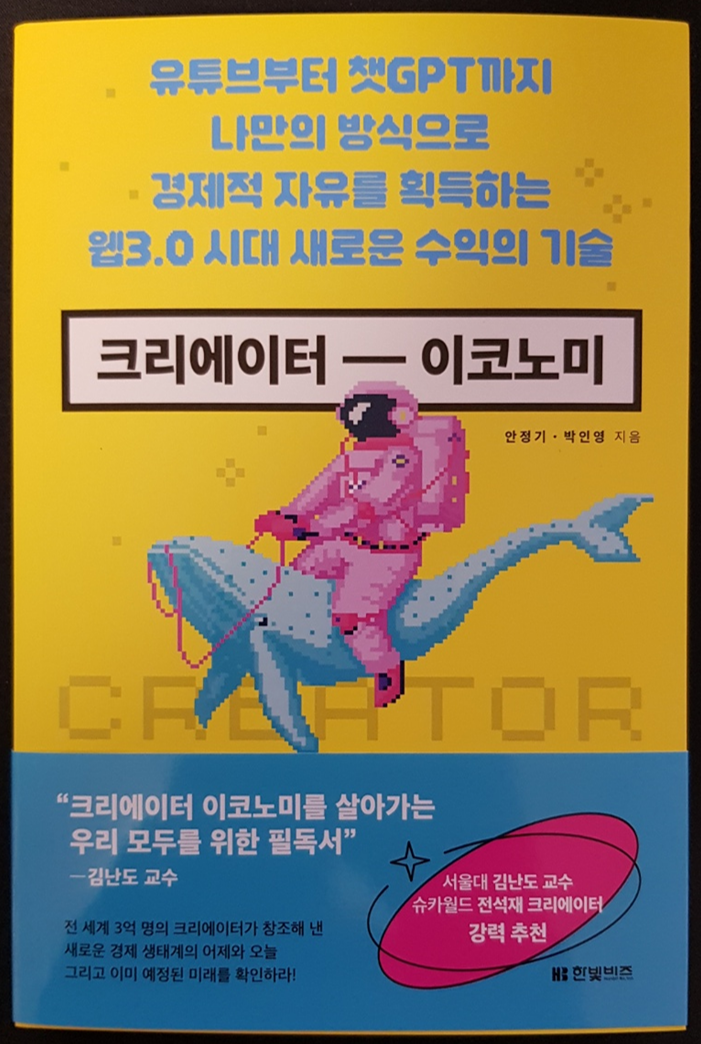 유튜브부터 챗GPT까지
나만의 방식으로
경제적 자유를 획득하는
웹3.0 시대 새로운 수익의 기술
크리에이터 — 이코노미
안정기 · 박인영 지음
CREATOR
“크리에이터 이코노미를 살아가는
우리 모두를 위한 필독서”
—김난도 교수
서울대 김난도 교수
슈카월드 전석재 크리에이터
강력 추천
전 세계 3억 명의 크리에이터가 창조해 낸
새로운 경제 생태계의 어제와 오늘
그리고 이미 예정된 미래를 확인하라!
HB 한빛비즈